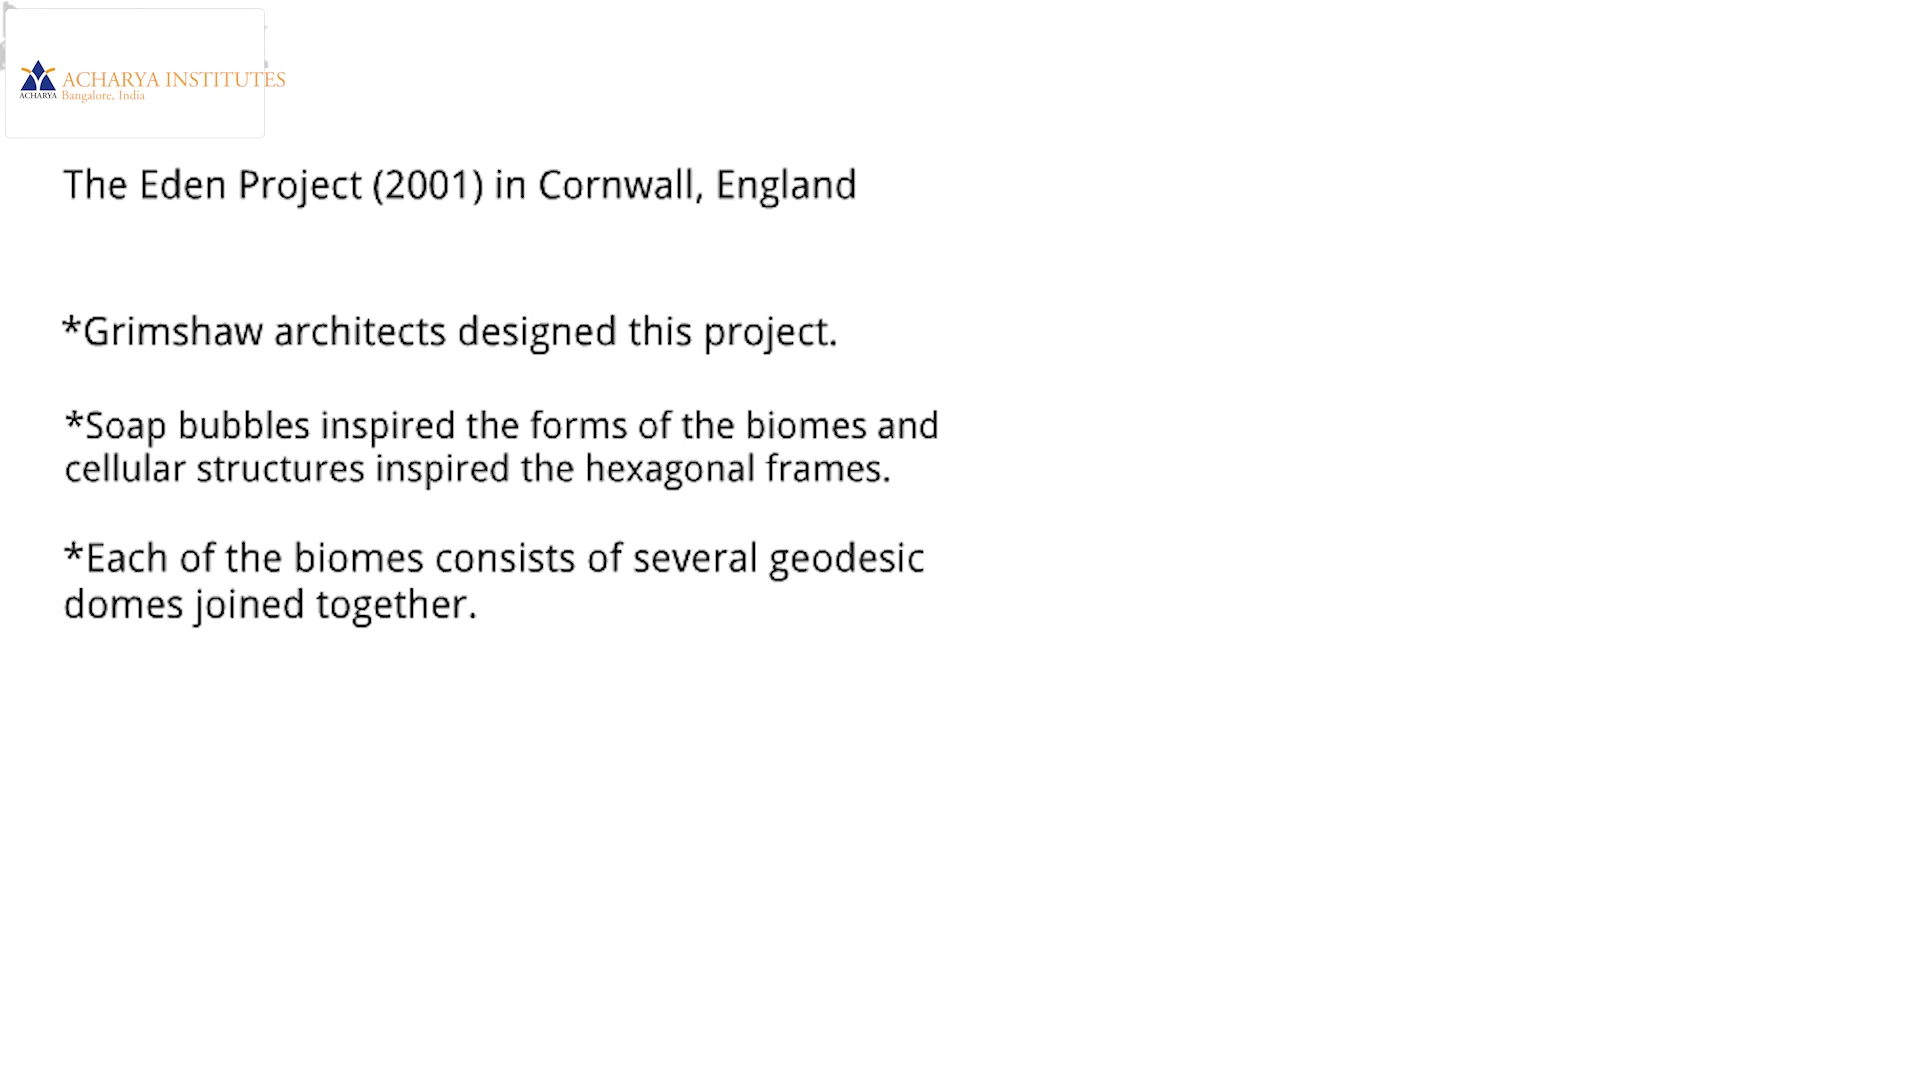 ACHARYA INSTITUTES
ACHARYA Bangalore, India
The Eden Project (2001) in Cornwall, England
*Grimshaw architects designed this project.
*Soap bubbles inspired the forms of the biomes and
cellular structures inspired the hexagonal frames.
*Each of the biomes consists of several geodesic
domes joined together.